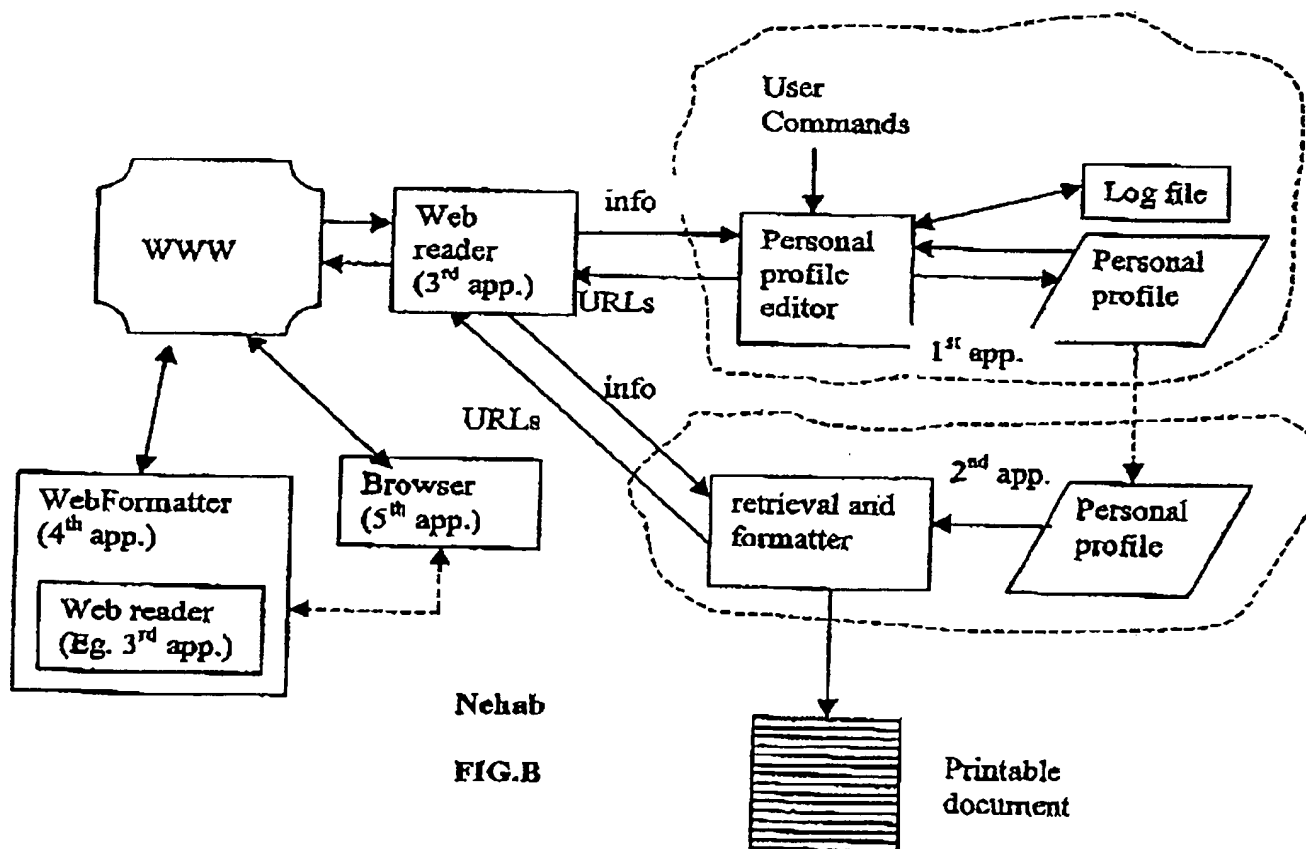 User
Commands
Log file
WWW
Web
reader
(3rd app.)
info
URLs
Personal
profile
editor
Personal
profile
1st app.
info
URLs
WebFormatter
(4th app.)
Web reader
(Eg. 3rd app.)
Browser
(5th app.)
2nd app.
retrieval and
formatter
Personal
profile
Nehab
FIG.B
Printable
document